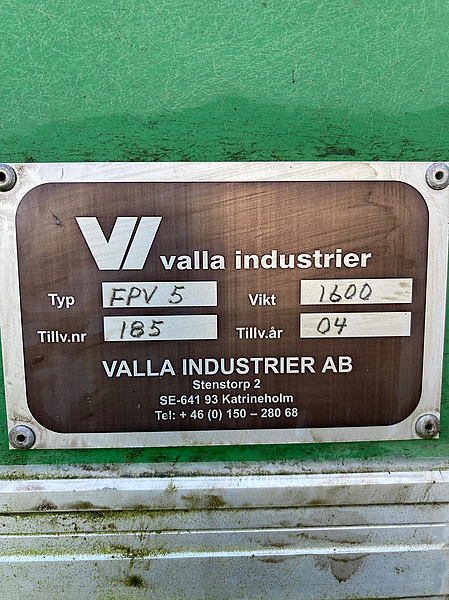 VI valla industrier
Typ FPV 5 Vikt 1600
Tillv.nr 185 Tillv.år 04
VALLA INDUSTRIER AB
Stenstorp 2
SE-641 93 Katrineholm
Tel: + 46 (0) 150 – 280 68